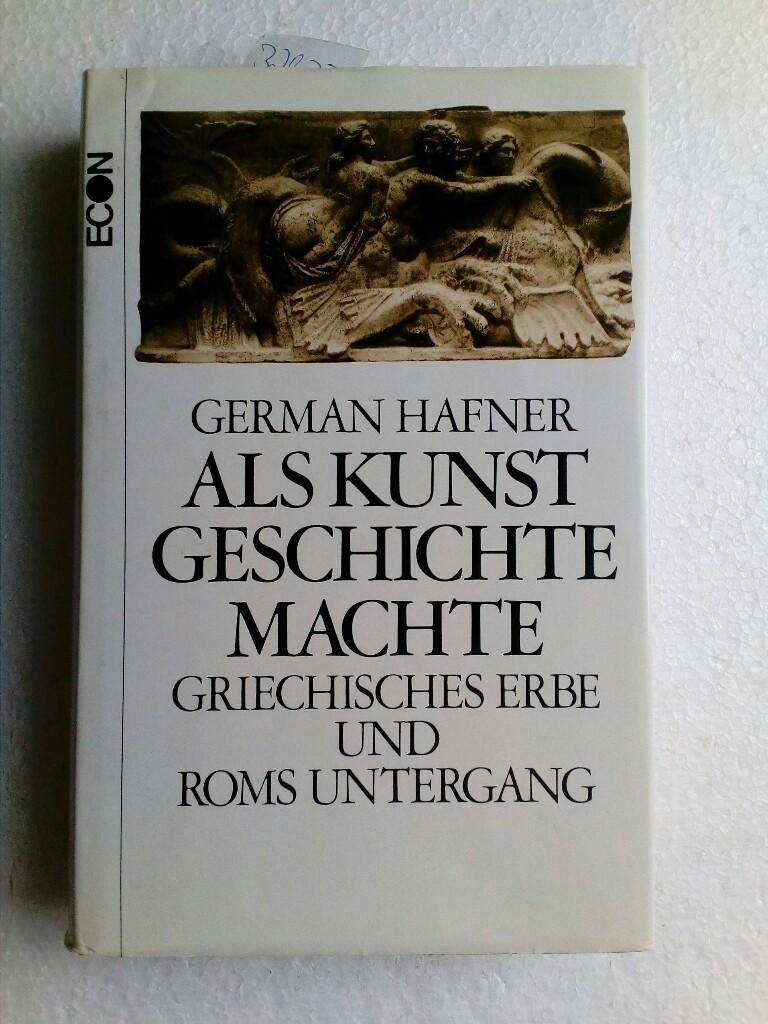 ECON
GERMAN HAFNER
ALS KUNST
GESCHICHTE
MACHTE
GRIECHISCHES ERBE
UND
ROMS UNTERGANG